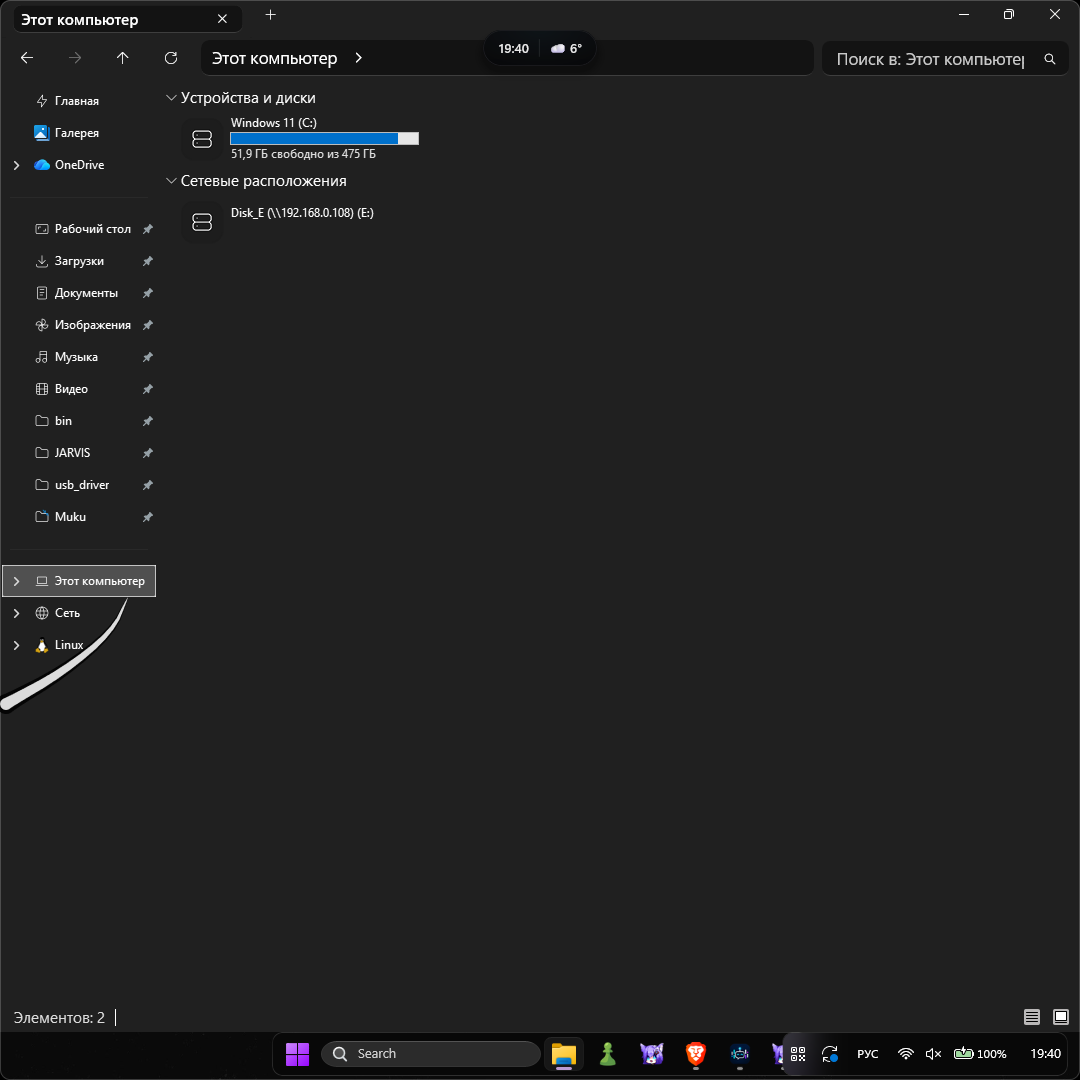 Этот компьютер
Этот компьютер
19:40
6°
Поиск в: Этот компьютер
Главная
Галерея
OneDrive
Рабочий стол
Загрузки
Документы
Изображения
Музыка
Видео
bin
JARVIS
usb_driver
Muku
Этот компьютер
Сеть
Linux
Устройства и диски
Windows 11 (C:)
51,9 ГБ свободно из 475 ГБ
Сетевые расположения
Disk_E (\\192.168.0.108) (E:)
Элементов: 2
Search
РУС
100%
19:40